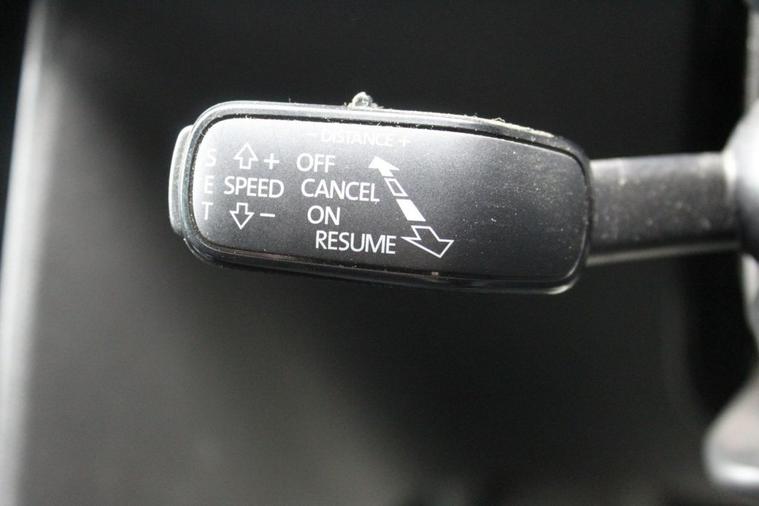 - DISTANCE +
S + OFF
E SPEED CANCEL
T - ON
RESUME